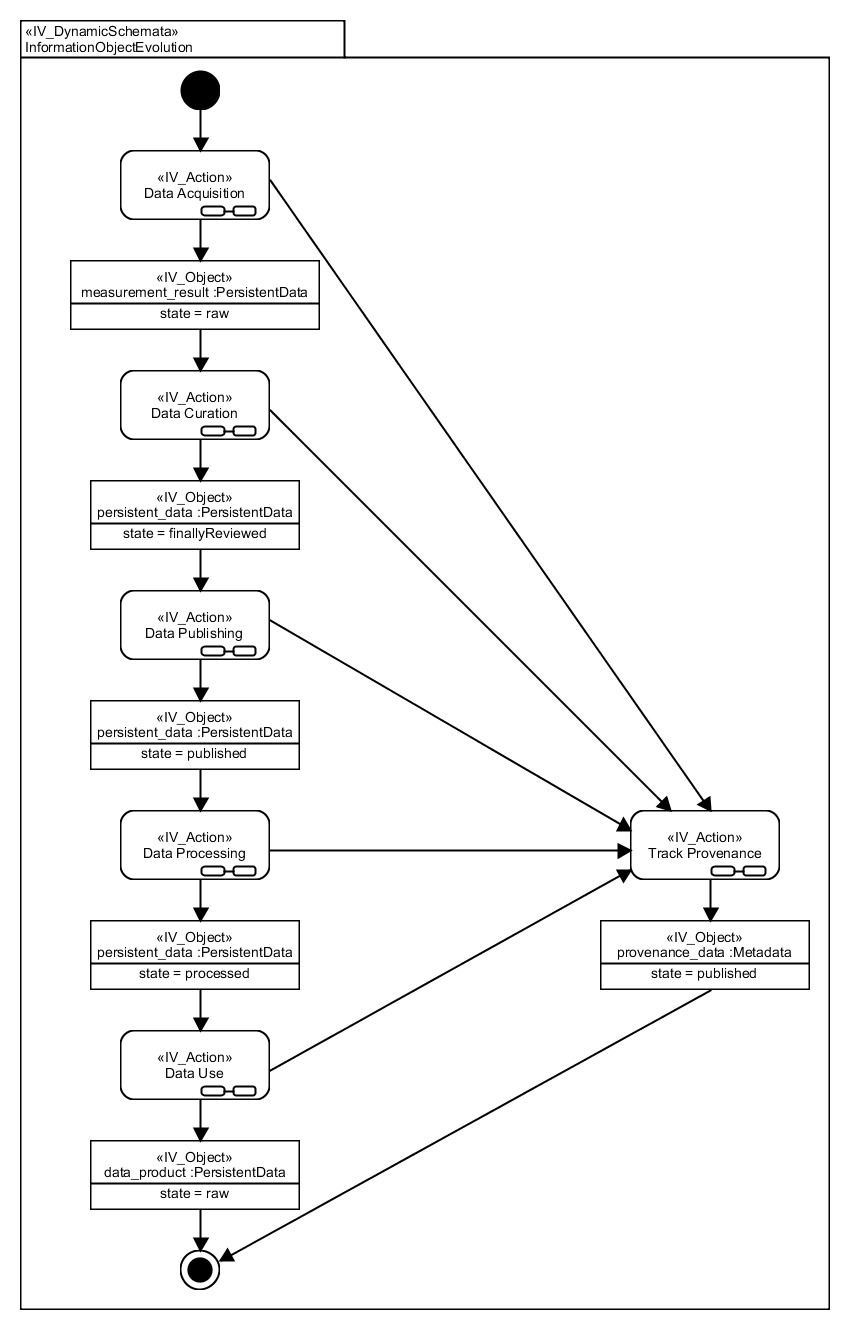 «IV_DynamicSchemata»
InformationObjectEvolution
«IV_Action»
Data Acquisition
«IV_Object»
measurement_result :PersistentData
state = raw
«IV_Action»
Data Curation
«IV_Object»
persistent_data :PersistentData
state = finallyReviewed
«IV_Action»
Data Publishing
«IV_Object»
persistent_data :PersistentData
state = published
«IV_Action»
Data Processing
«IV_Action»
Track Provenance
«IV_Object»
persistent_data :PersistentData
state = processed
«IV_Object»
provenance_data :Metadata
state = published
«IV_Action»
Data Use
«IV_Object»
data_product :PersistentData
state = raw